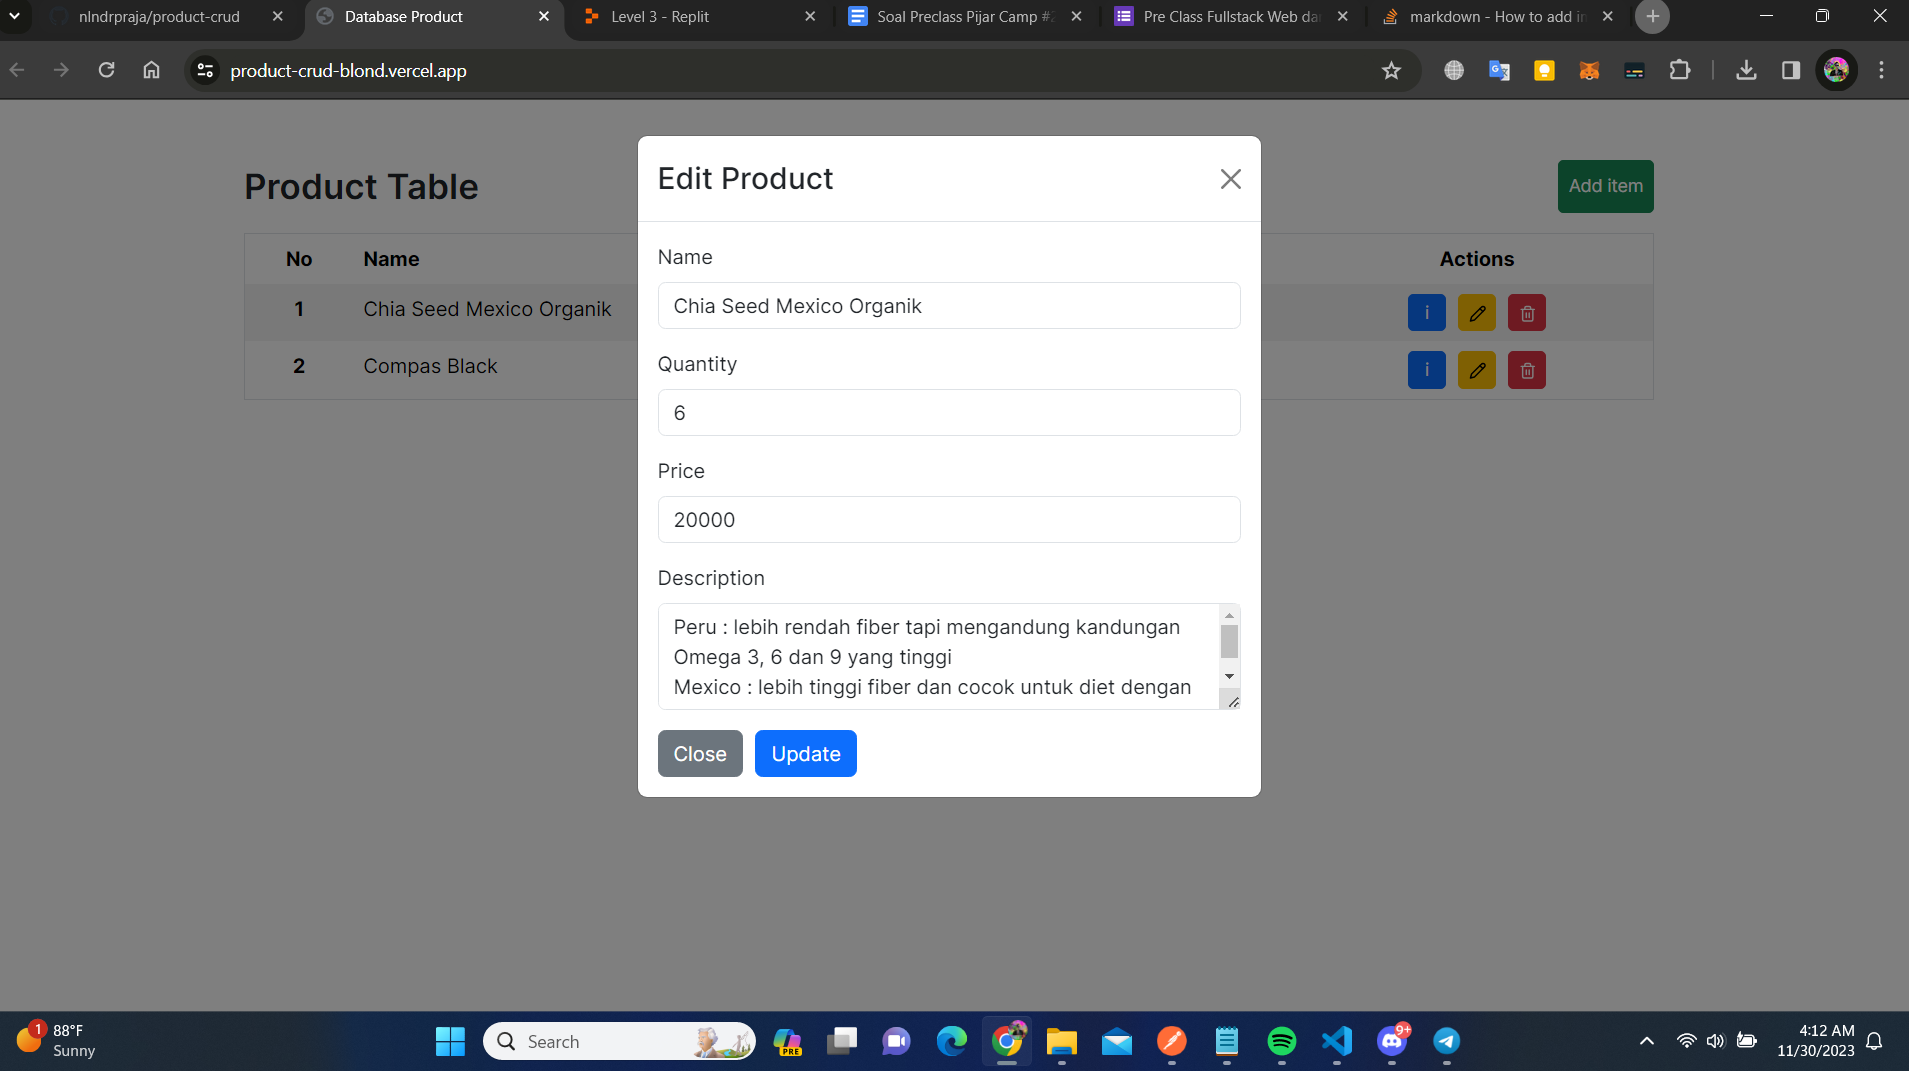 nlndrpraja/product-crud
Database Product
Level 3 - Replit
Soal Preclass Pijar Camp #
Pre Class Fullstack Web da
markdown - How to add in
product-crud-blond.vercel.app
Product Table
Add item
No Name Actions
1 Chia Seed Mexico Organik i
2 Compas Black i
Edit Product
Name
Chia Seed Mexico Organik
Quantity
6
Price
20000
Description
Peru : lebih rendah fiber tapi mengandung kandungan
Omega 3, 6 dan 9 yang tinggi
Mexico : lebih tinggi fiber dan cocok untuk diet dengan
Close Update
1
88°F
Sunny
Search
PRE
9+
4:12 AM
11/30/2023